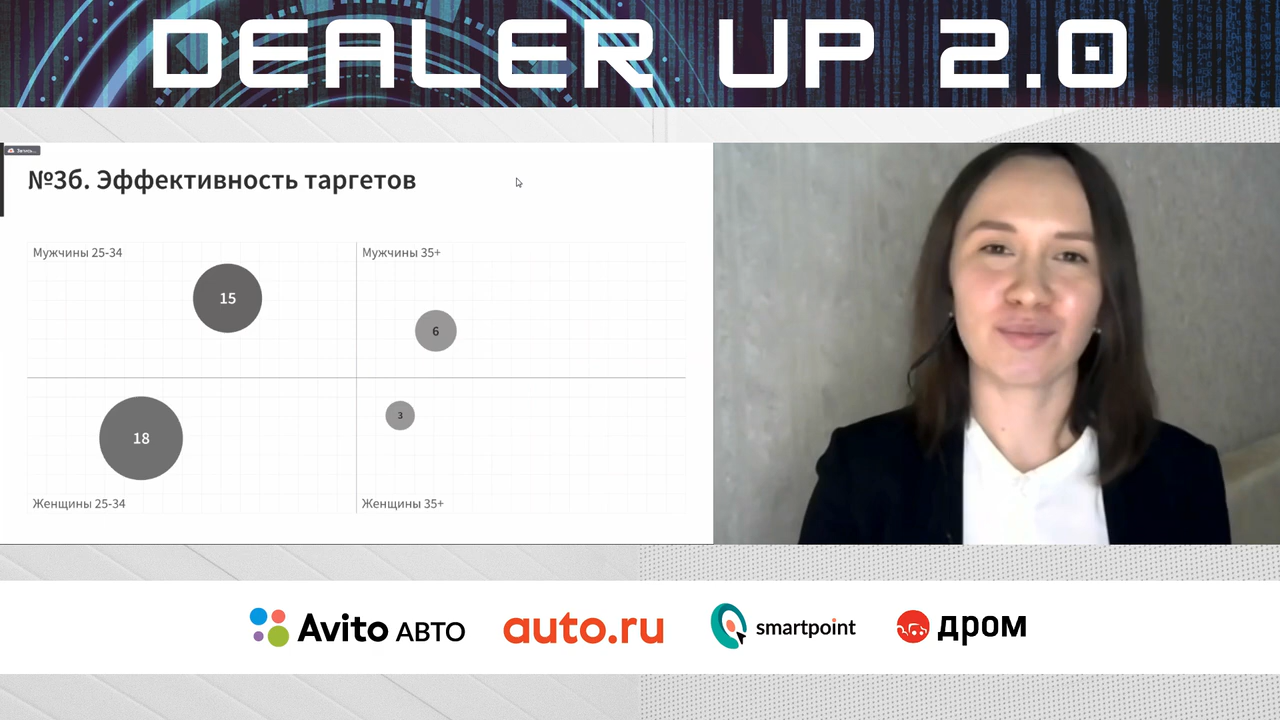 DEALER UP 2.0
Запись...
№3б. Эффективность таргетов
Мужчины 25-34
Мужчины 35+
15
6
3
18
Женщины 25-34
Женщины 35+
Avito АВТО
auto.ru
smartpoint
дром